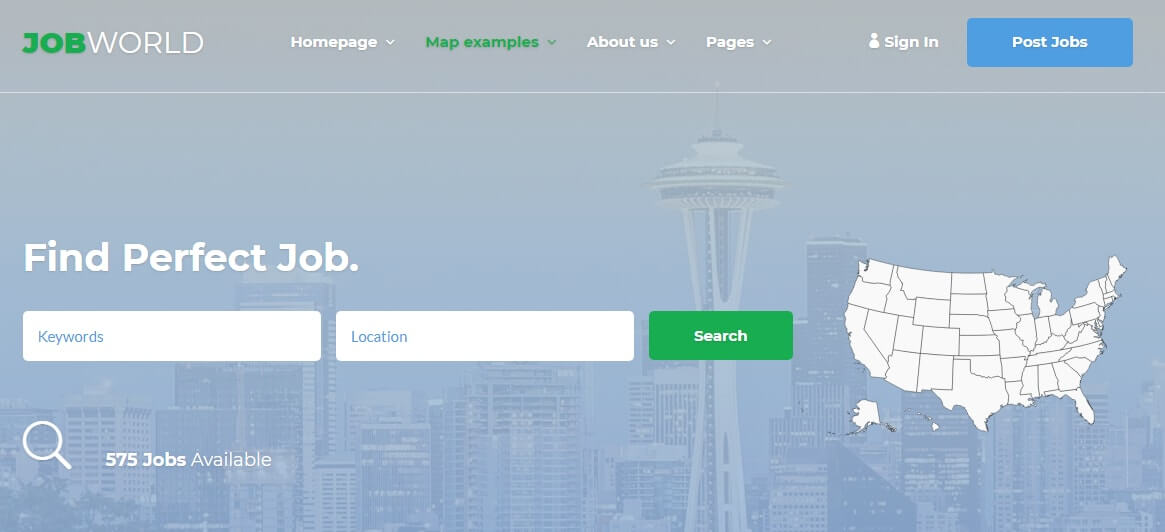 JOBWORLD Homepage Map examples About us Pages Sign In Post Jobs
Find Perfect Job.
Keywords Location Search
575 Jobs Available